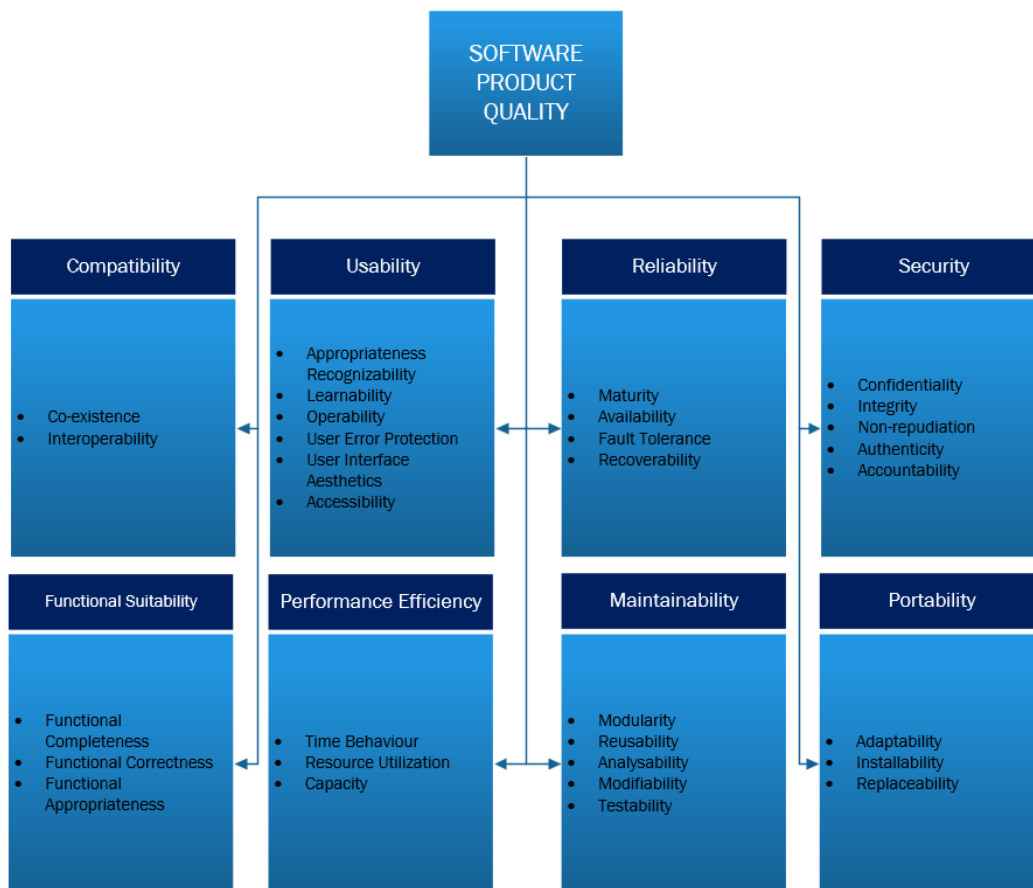 SOFTWARE
PRODUCT
QUALITY
Compatibility
• Co-existence
• Interoperability
Usability
• Appropriateness
Recognizability
• Learnability
• Operability
• User Error Protection
• User Interface
Aesthetics
• Accessibility
Reliability
• Maturity
• Availability
• Fault Tolerance
• Recoverability
Security
• Confidentiality
• Integrity
• Non-repudiation
• Authenticity
• Accountability
Functional Suitability
• Functional
Completeness
• Functional Correctness
• Functional
Appropriateness
Performance Efficiency
• Time Behaviour
• Resource Utilization
• Capacity
Maintainability
• Modularity
• Reusability
• Analysability
• Modifiability
• Testability
Portability
• Adaptability
• Installability
• Replaceability